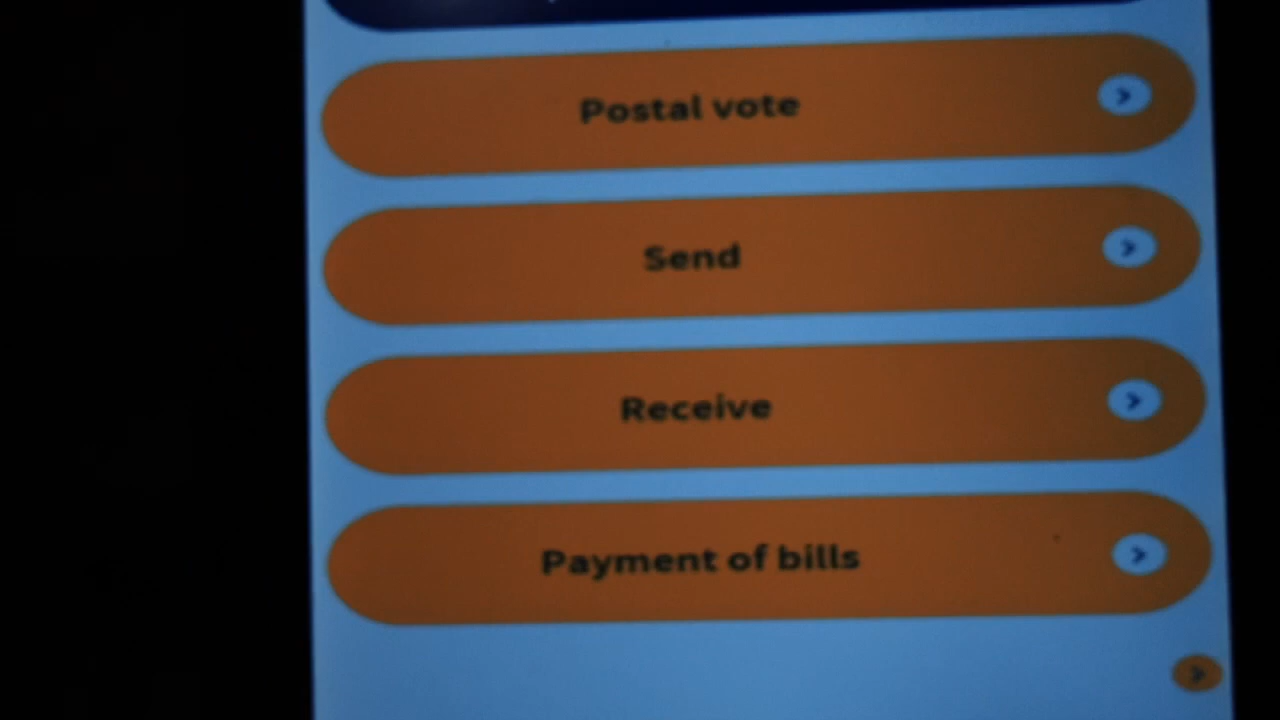 Postal vote
Send
Receive
Payment of bills